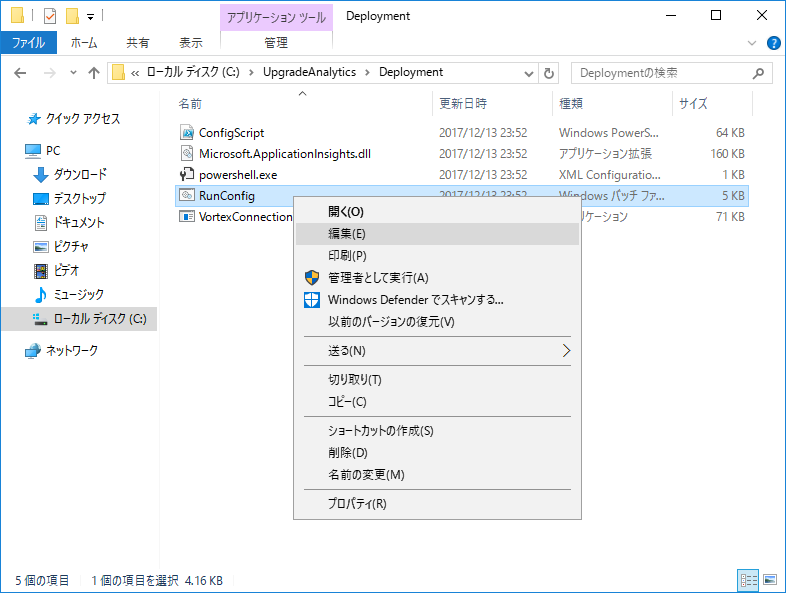 アプリケーション ツール
Deployment
ファイル
ホーム
共有
表示
管理
« ローカル ディスク (C:) › UpgradeAnalytics › Deployment
Deploymentの検索
名前
更新日時
種類
サイズ
クイック アクセス
PC
ダウンロード
デスクトップ
ドキュメント
ピクチャ
ビデオ
ミュージック
ローカル ディスク (C:)
ネットワーク
ConfigScript 2017/12/13 23:52 Windows PowerS... 64 KB
Microsoft.ApplicationInsights.dll 2017/12/13 23:52 アプリケーション拡張 160 KB
powershell.exe 2017/12/13 23:52 XML Configuratio... 1 KB
RunConfig 2017/12/13 23:52 Windows バッチ ファ... 5 KB
VortexConnection プリケーション 71 KB
開く(O)
編集(E)
印刷(P)
管理者として実行(A)
Windows Defender でスキャンする...
以前のバージョンの復元(V)
送る(N)
切り取り(T)
コピー(C)
ショートカットの作成(S)
削除(D)
名前の変更(M)
プロパティ(R)
5 個の項目 1 個の項目を選択 4.16 KB